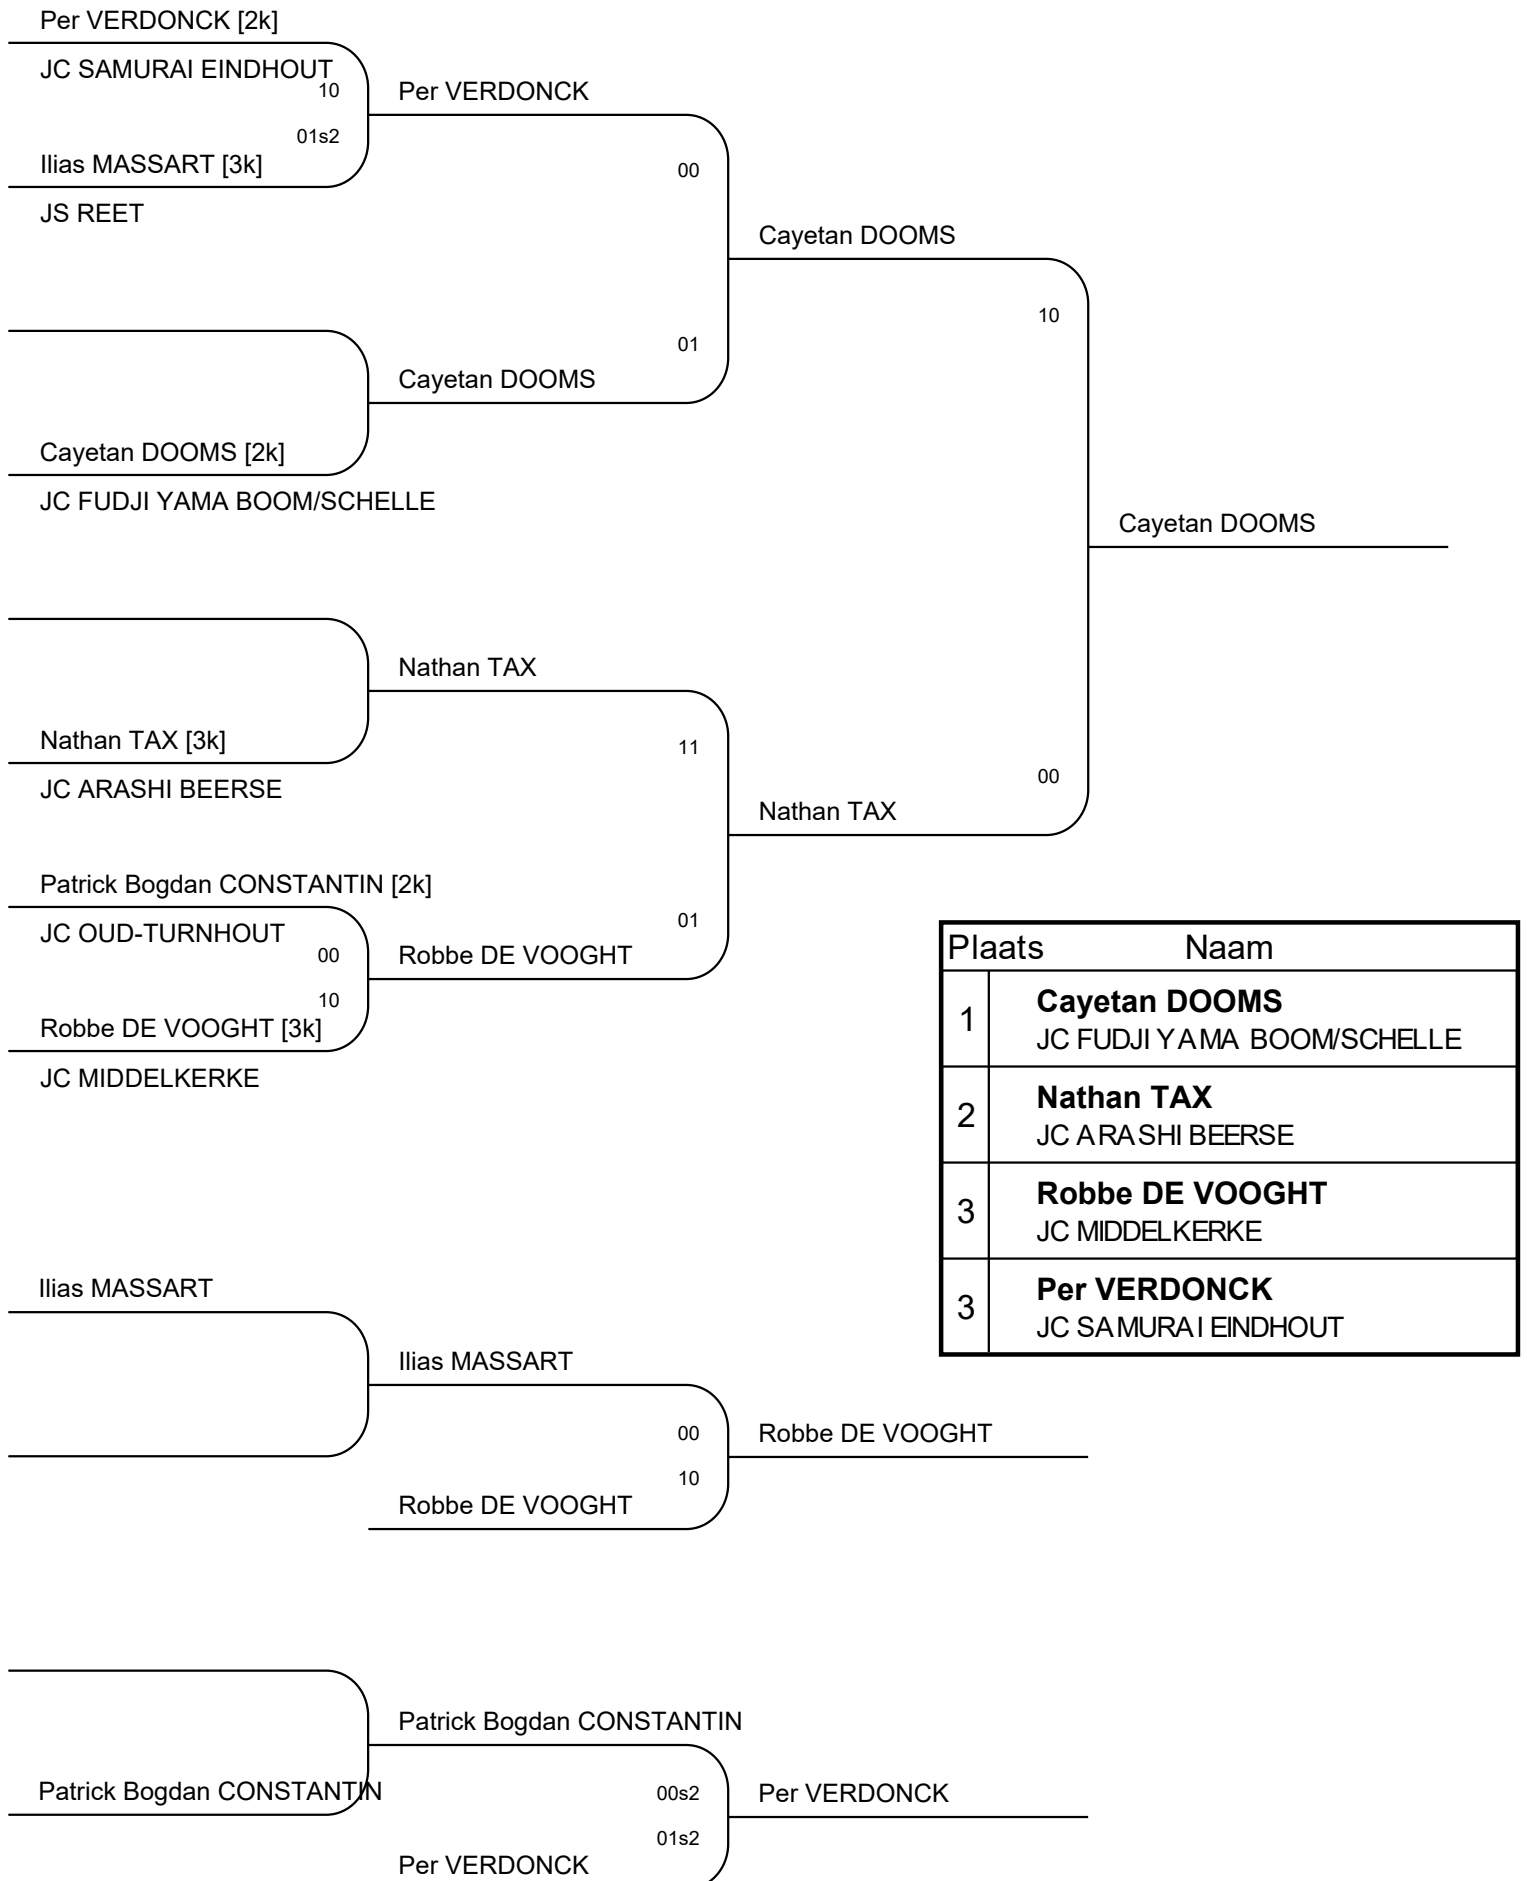 Per VERDONCK [2k]
JC SAMURAI EINDHOUT
10
Per VERDONCK
01s2
Ilias MASSART [3k]
00
JS REET
Cayetan DOOMS
10
01
Cayetan DOOMS
Cayetan DOOMS [2k]
JC FUDJI YAMA BOOM/SCHELLE
Cayetan DOOMS
Nathan TAX
Nathan TAX [3k]
11
JC ARASHI BEERSE
00
Nathan TAX
Patrick Bogdan CONSTANTIN [2k]
JC OUD-TURNHOUT
01
00
Robbe DE VOOGHT
10
Robbe DE VOOGHT [3k]
JC MIDDELKERKE
Plaats Naam
1 Cayetan DOOMS
JC FUDJI YAMA BOOM/SCHELLE
2 Nathan TAX
JC ARASHI BEERSE
3 Robbe DE VOOGHT
JC MIDDELKERKE
3 Per VERDONCK
JC SAMURAI EINDHOUT
Ilias MASSART
Ilias MASSART
00
Robbe DE VOOGHT
10
Robbe DE VOOGHT
Patrick Bogdan CONSTANTIN
Patrick Bogdan CONSTANTIN
00s2
Per VERDONCK
01s2
Per VERDONCK